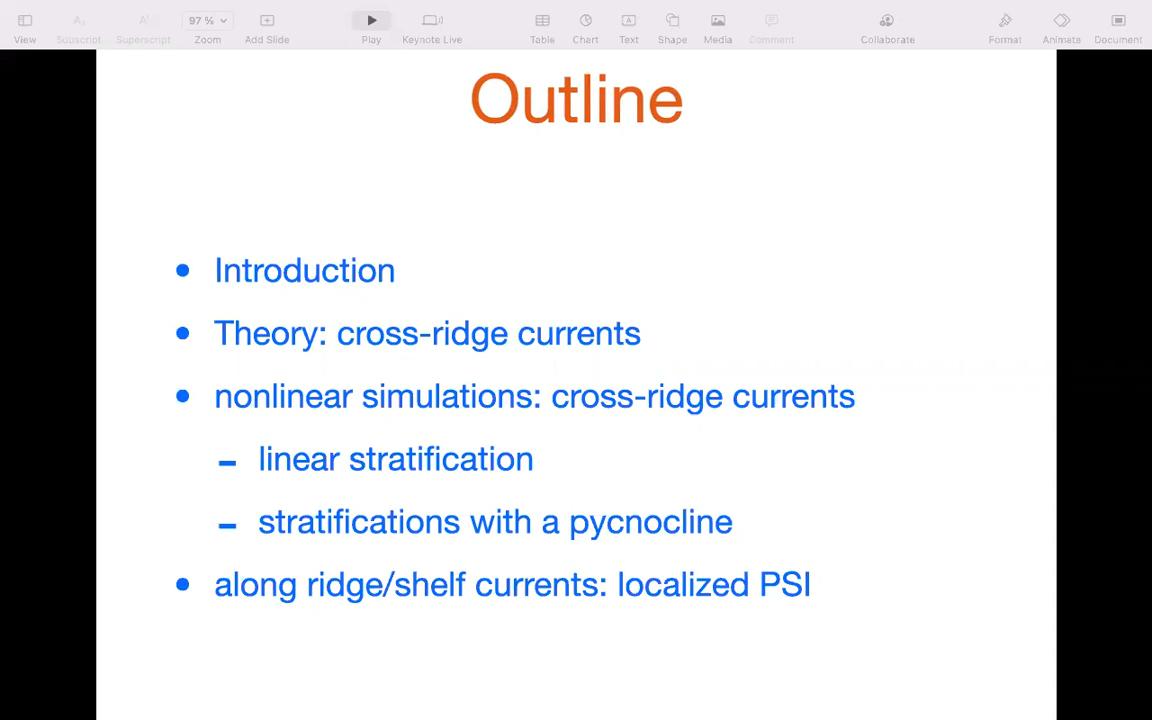 97 %
View
Subscript
Superscript
Zoom
Add Slide
Play
Keynote Live
Table
Chart
Text
Shape
Media
Comment
Collaborate
Format
Animate
Document
Outline
• Introduction
• Theory: cross-ridge currents
• nonlinear simulations: cross-ridge currents
– linear stratification
– stratifications with a pycnocline
• along ridge/shelf currents: localized PSI